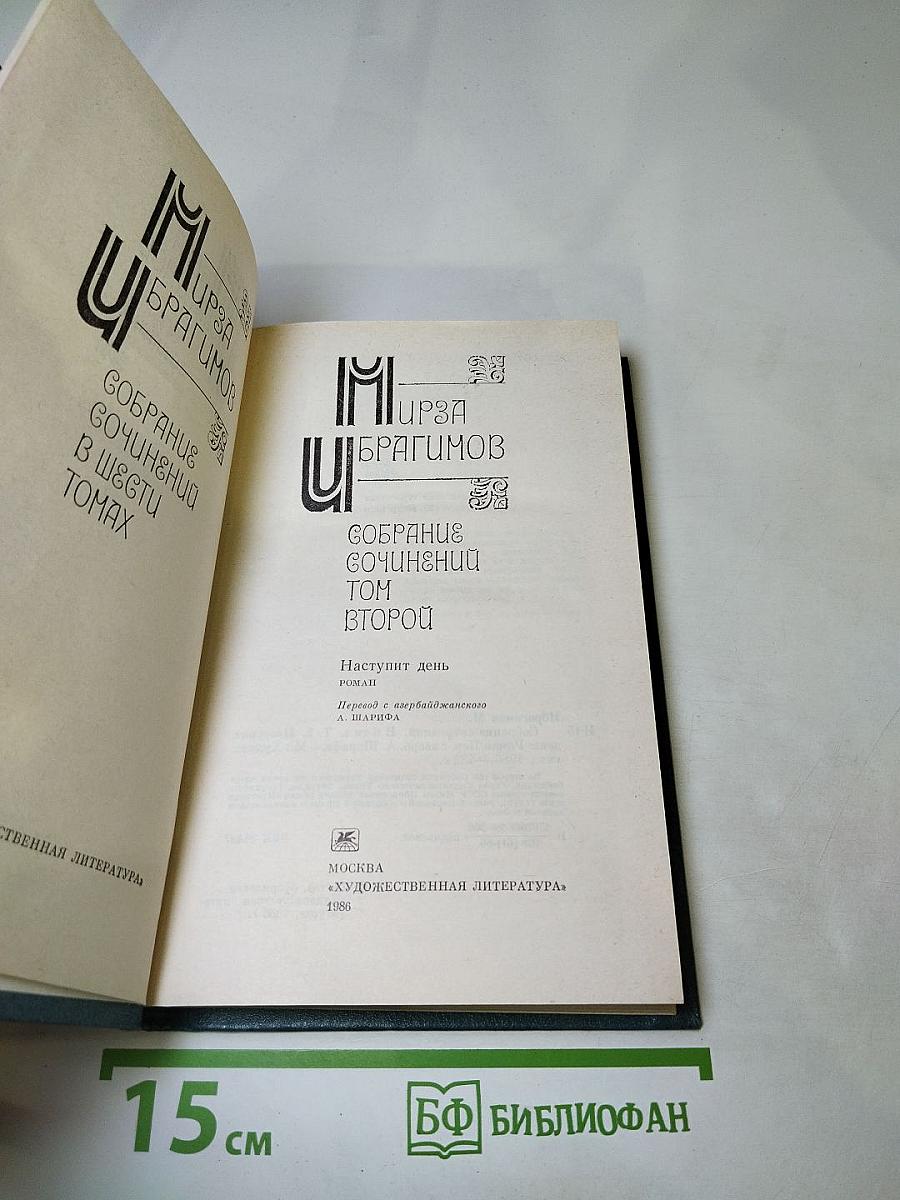 Мирза
Ибрагимов
Собрание
сочинений
в шести
томах
ственная литература»
Мирза
Ибрагимов
Собрание
сочинений
том
второй
Наступит день
РОМАН
Перевод с азербайджанского
А. ШАРИФА
МОСКВА
«ХУДОЖЕСТВЕННАЯ ЛИТЕРАТУРА»
1986
15 см
БФ БИБЛИОФАН